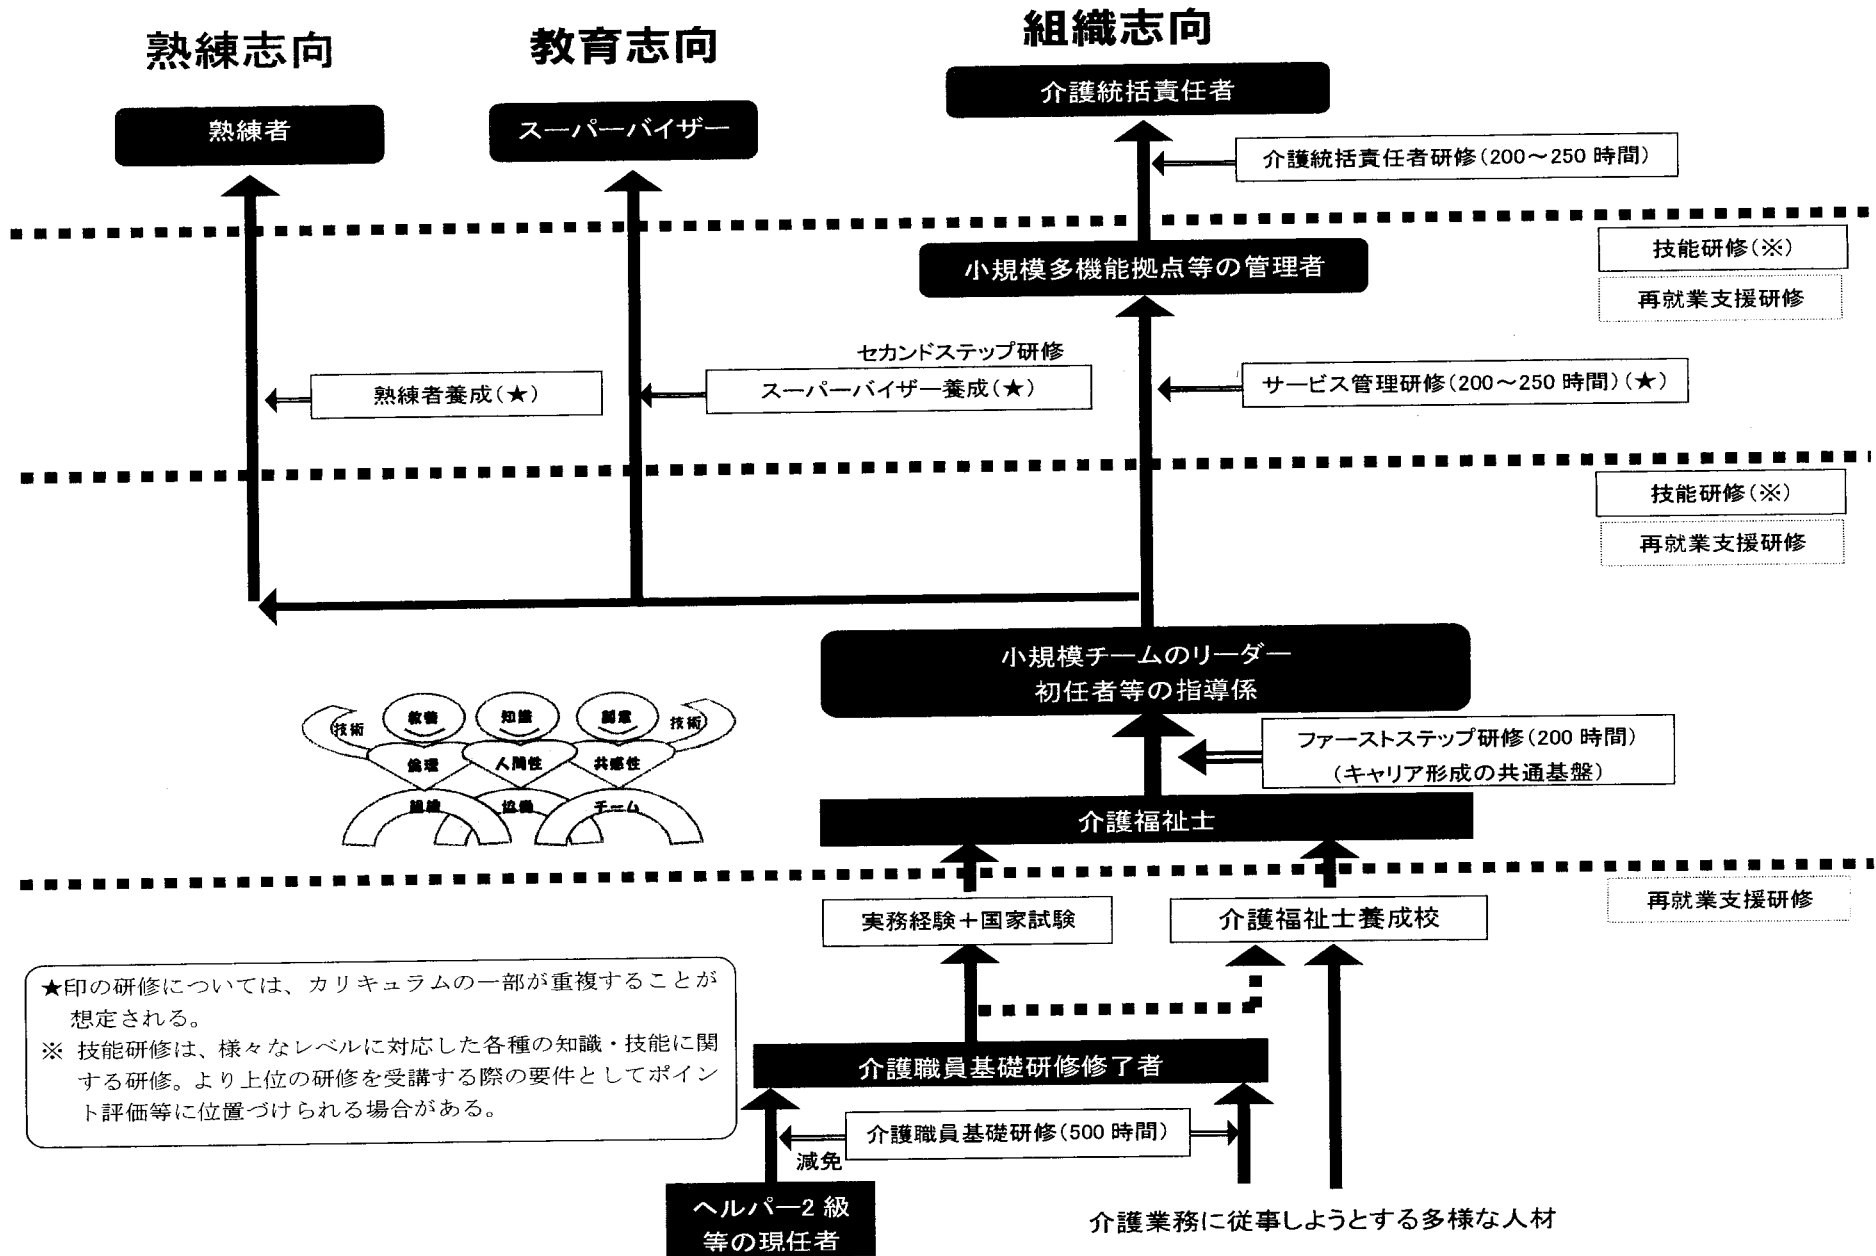 熟練志向
教育志向
組織志向
熟練者
スーパーバイザー
介護統括責任者
介護統括責任者研修(200～250 時間)
技能研修(※)
再就業支援研修
小規模多機能拠点等の管理者
セカンドステップ研修
熟練者養成(★)
スーパーバイザー養成(★)
サービス管理研修(200～250 時間)(★)
技能研修(※)
再就業支援研修
小規模チームのリーダー
初任者等の指導係
技術
教養
知識
技術
倫理
人間性
共感性
組織
協働
チーム
ファーストステップ研修(200 時間)
(キャリア形成の共通基盤)
介護福祉士
再就業支援研修
実務経験＋国家試験
介護福祉士養成校
★印の研修については、カリキュラムの一部が重複することが
想定される。
※ 技能研修は、様々なレベルに対応した各種の知識・技能に関
する研修。より上位の研修を受講する際の要件としてポイン
ト評価等に位置づけられる場合がある。
介護職員基礎研修修了者
介護職員基礎研修(500 時間)
減免
ヘルパー2 級
等の現任者
介護業務に従事しようとする多様な人材